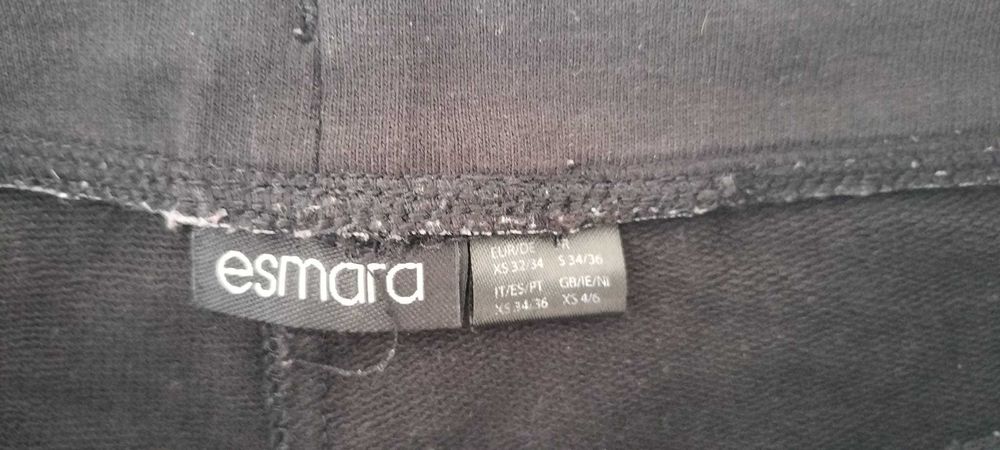 esmara
EUR/DE
XS 32/34 S 34/36
IT/ES/PT GB/IE/NI
XS 34/36 XS 4/6